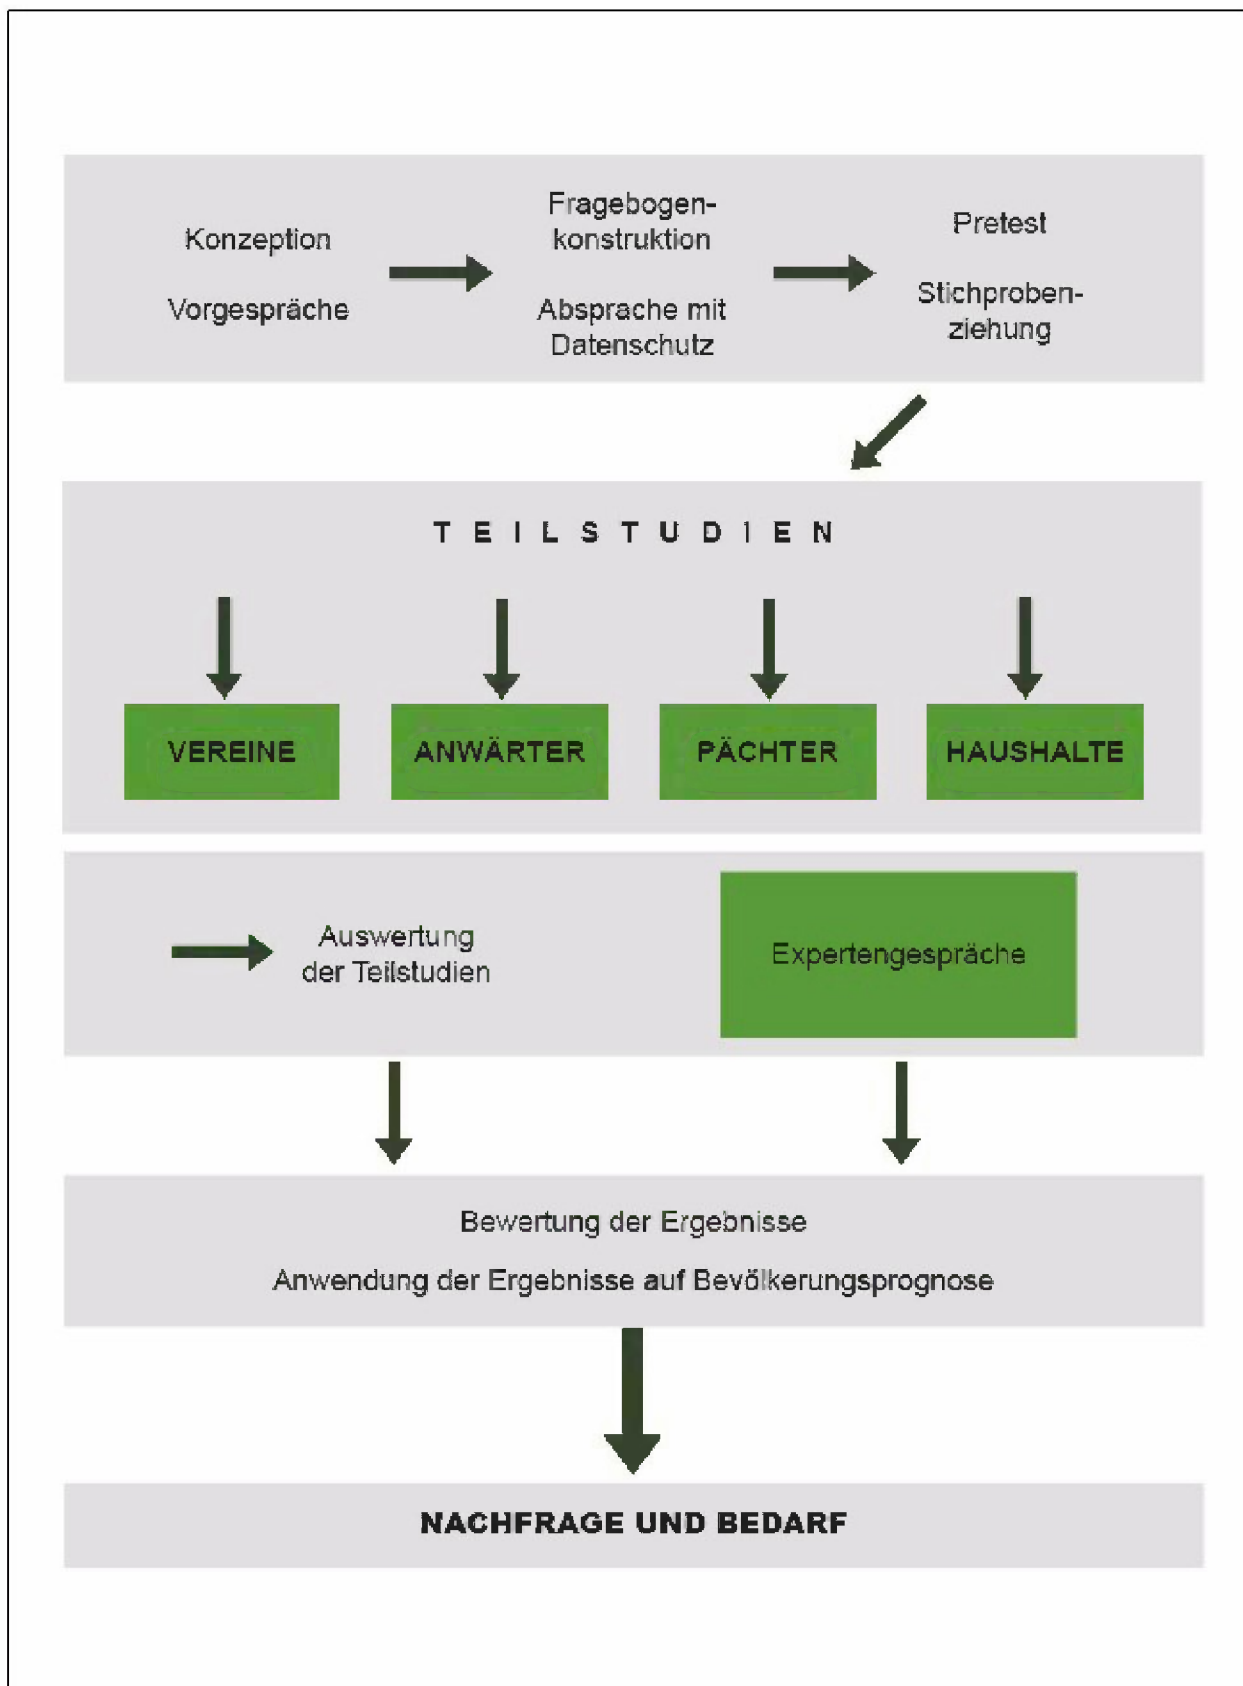 Konzeption
Vorgespräche
Fragebogen-
konstruktion
Absprache mit
Datenschutz
Pretest
Stichproben-
ziehung
TEILSTUDIEN
VEREINE
ANWÄRTER
PÄCHTER
HAUSHALTE
Auswertung
der Teilstudien
Expertengespräche
Bewertung der Ergebnisse
Anwendung der Ergebnisse auf Bevölkerungsprognose
NACHFRAGE UND BEDARF